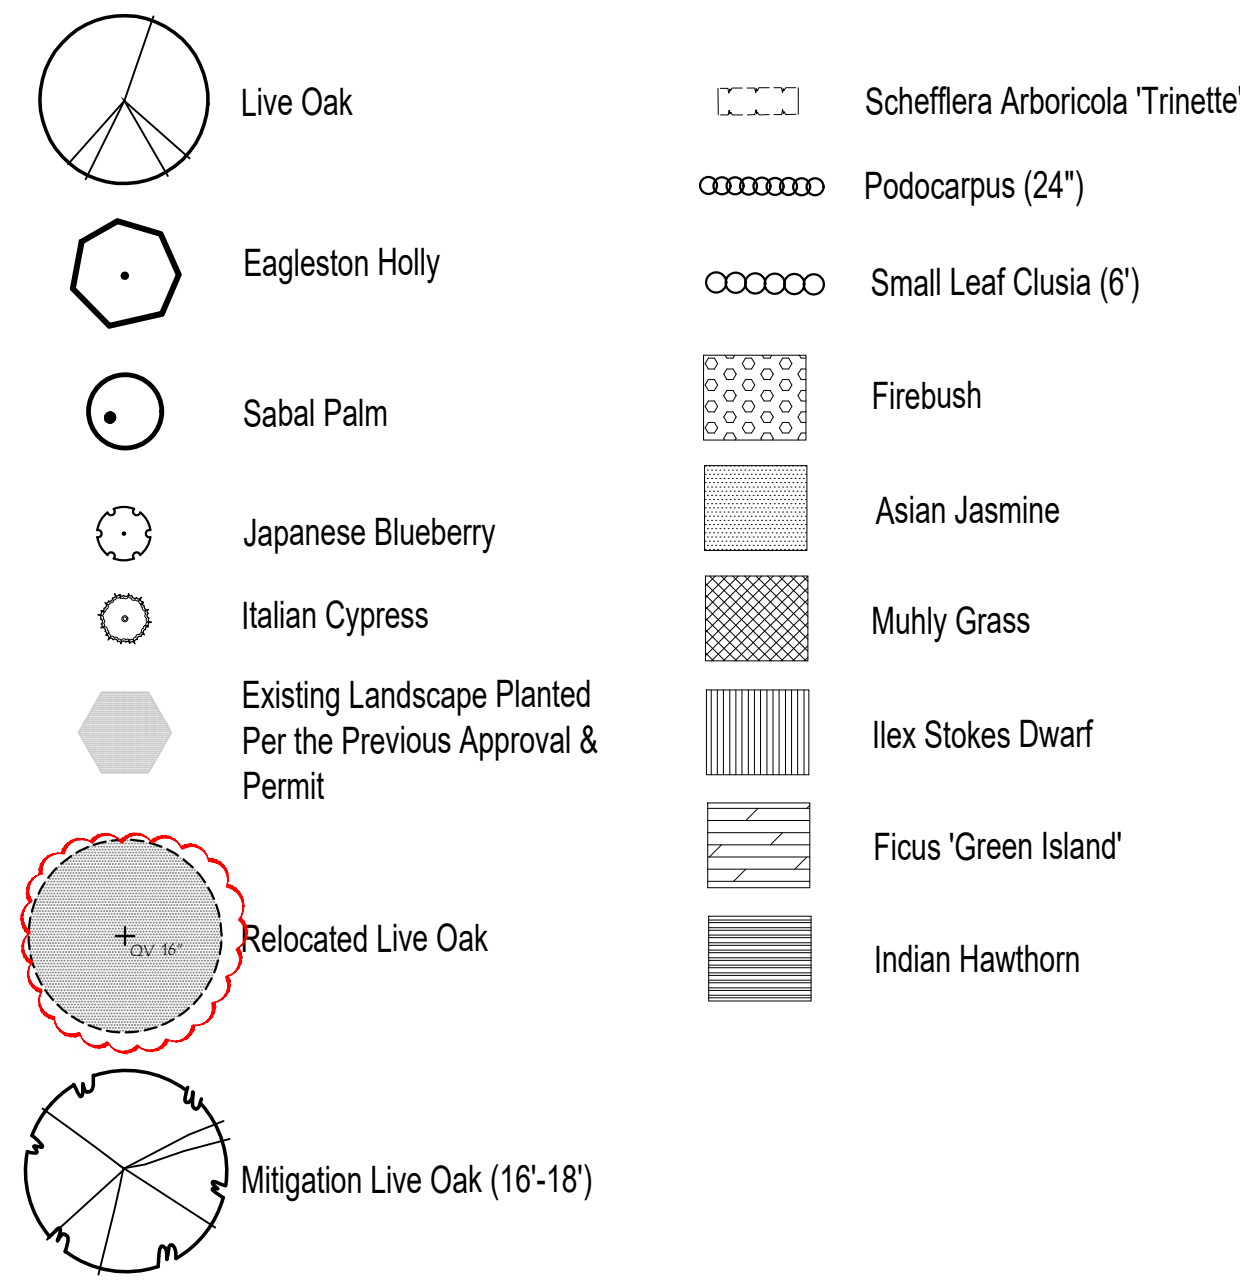 Live Oak
Eagleston Holly
Sabal Palm
Japanese Blueberry
Italian Cypress
Existing Landscape Planted
Per the Previous Approval &
Permit
QV 16"
Relocated Live Oak
Mitigation Live Oak (16'-18')
Schefflera Arboricola 'Trinette'
Podocarpus (24")
Small Leaf Clusia (6')
Firebush
Asian Jasmine
Muhly Grass
Ilex Stokes Dwarf
Ficus 'Green Island'
Indian Hawthorn